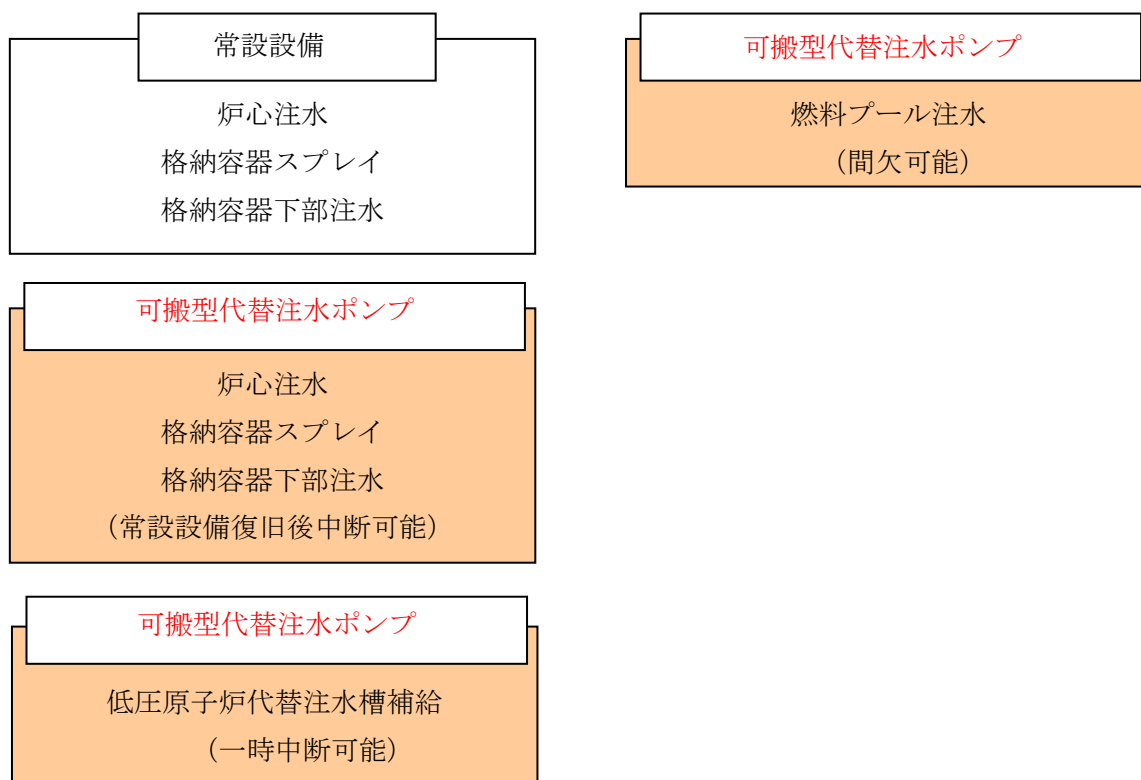 常設設備
炉心注水
格納容器スプレイ
格納容器下部注水
可搬型代替注水ポンプ
燃料プール注水
（間欠可能）
可搬型代替注水ポンプ
炉心注水
格納容器スプレイ
格納容器下部注水
（常設設備復旧後中断可能）
可搬型代替注水ポンプ
低圧原子炉代替注水槽補給
（一時中断可能）